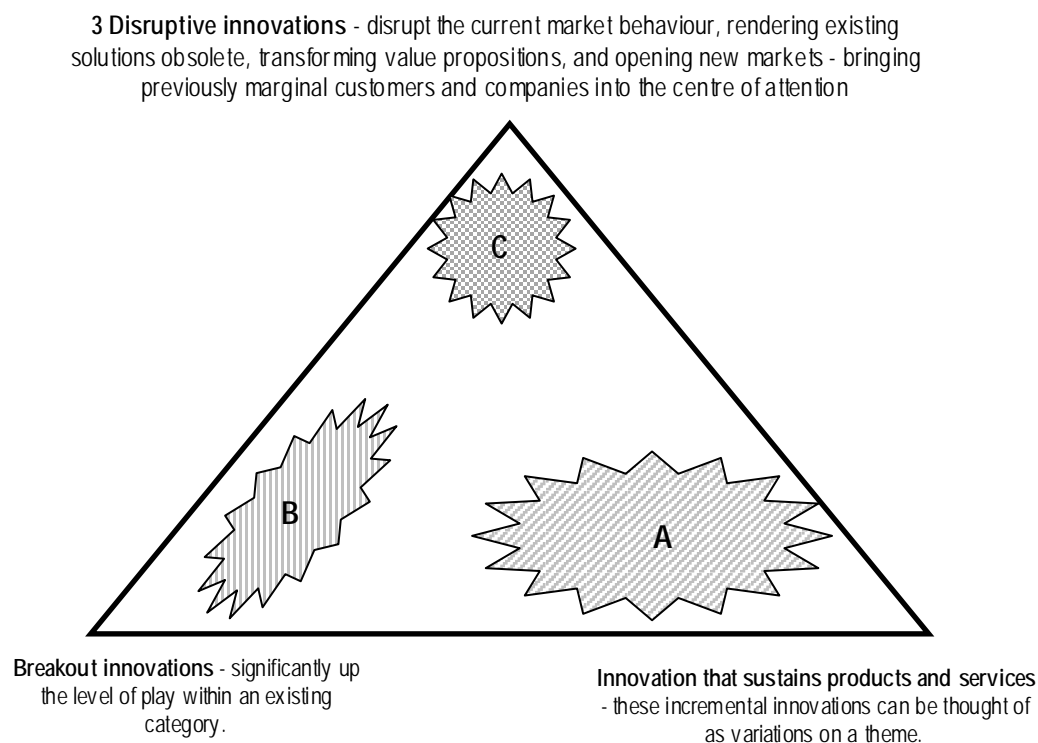 3 Disruptive innovations - disrupt the current market behaviour, rendering existing
solutions obsolete, transforming value propositions, and opening new markets - bringing
previously marginal customers and companies into the centre of attention
C
B
A
Breakout innovations - significantly up
the level of play within an existing
category.
Innovation that sustains products and services
- these incremental innovations can be thought of
as variations on a theme.